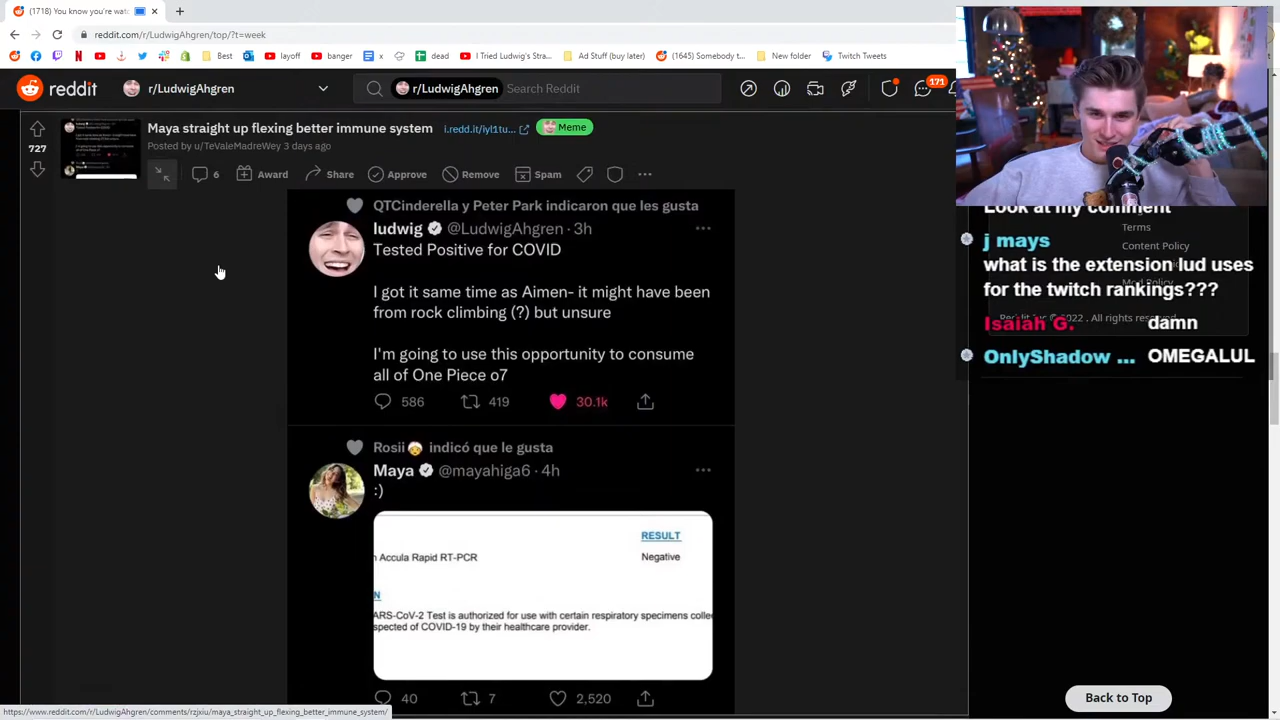 (1718) You know you're wat
reddit.com/r/LudwigAhgren/top/?t=week
Best
layoff
banger
x
dead
I Tried Ludwig's Stra...
Ad Stuff (buy later)
(1645) Somebody t...
New folder
Twitch Tweets
reddit
r/LudwigAhgren
r/LudwigAhgren Search Reddit
171
727
Maya straight up flexing better immune system i.redd.it/iyl1tu... Meme
Posted by u/TeValeMadreWey 3 days ago
6 Award Share Approve Remove Spam
QTCinderella y Peter Park indicaron que les gusta
ludwig @LudwigAhgren · 3h
Tested Positive for COVID
I got it same time as Aimen- it might have been
from rock climbing (?) but unsure
I'm going to use this opportunity to consume
all of One Piece o7
586 419 30.1k
Rosii indicó que le gusta
Maya @mayahiga6 · 4h
:)
RESULT
n Accula Rapid RT-PCR Negative
N
ARS-CoV-2 Test is authorized for use with certain respiratory specimens colle
spected of COVID-19 by their healthcare provider.
40 7 2,520
Look at my comment
Terms
j mays
Content Policy
what is the extension lud uses
for the twitch rankings???
Mod Policy
Reddit Inc © 2022 . All rights reserved
Isaiah G. damn
OnlyShadow ... OMEGALUL
Back to Top
https://www.reddit.com/r/LudwigAhgren/comments/rzjxiu/maya_straight_up_flexing_better_immune_system/